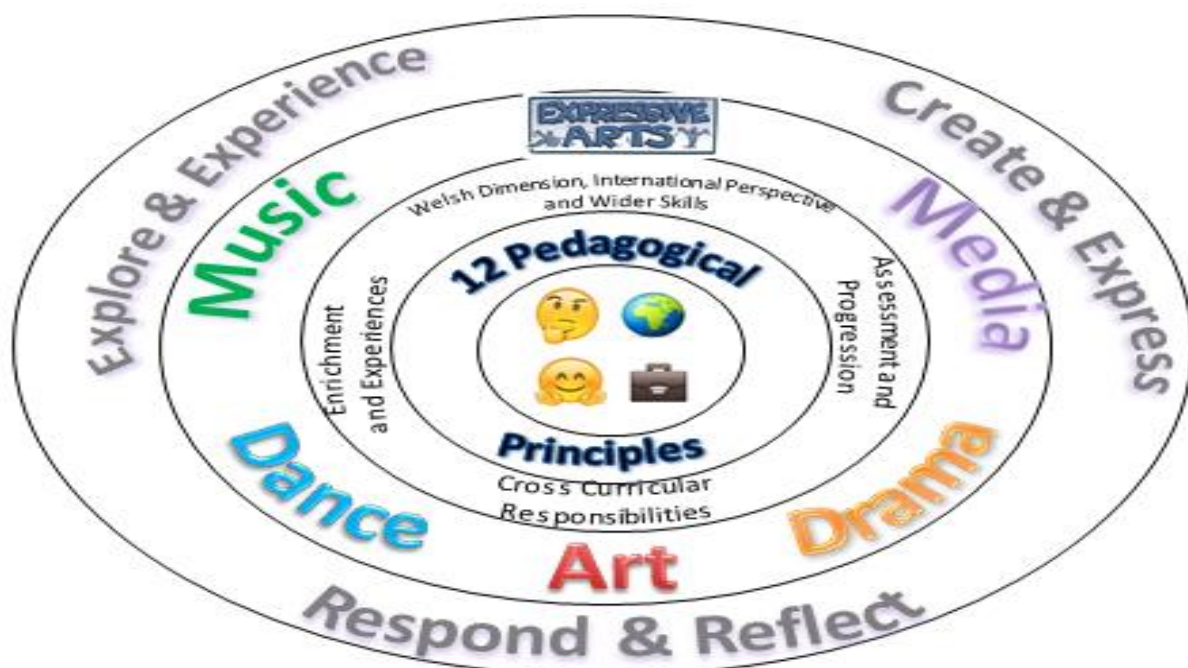 Explore & Experience
Create & Express
EXPRESSIVE
ARTS
Music
Media
Welsh Dimension, International Perspective
and Wider Skills
12 Pedagogical
Enrichment
and Experiences
Assessment and
Progression
Principles
Cross Curricular
Responsibilities
Dance
Drama
Art
Respond & Reflect